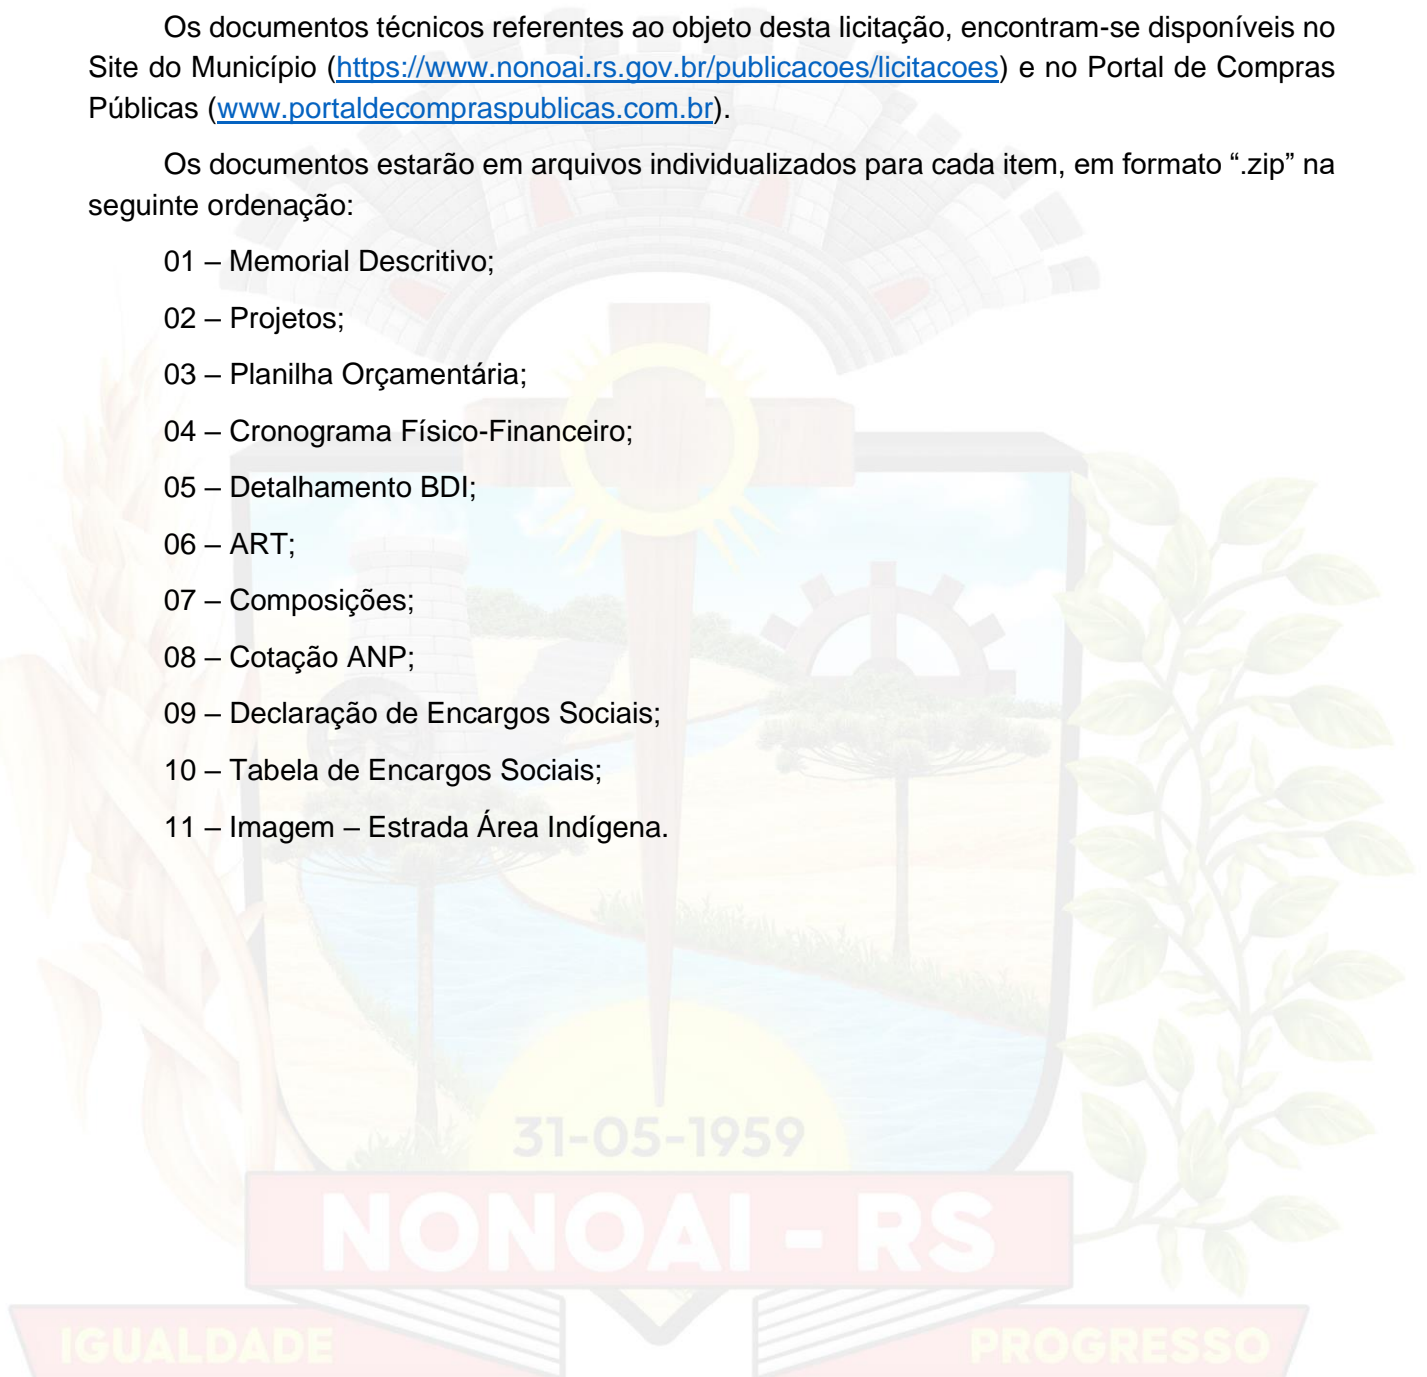 Os documentos técnicos referentes ao objeto desta licitação, encontram-se disponíveis no
Site do Município (https://www.nonoai.rs.gov.br/publicacoes/licitacoes) e no Portal de Compras
Públicas (www.portaldecompraspublicas.com.br).
Os documentos estarão em arquivos individualizados para cada item, em formato “.zip” na
seguinte ordenação:
01 – Memorial Descritivo;
02 – Projetos;
03 – Planilha Orçamentária;
04 – Cronograma Físico-Financeiro;
05 – Detalhamento BDI;
06 – ART;
07 – Composições;
08 – Cotação ANP;
09 – Declaração de Encargos Sociais;
10 – Tabela de Encargos Sociais;
11 – Imagem – Estrada Área Indígena.
31-05-1959
NONOAI - RS
IGUALDADE
PROGRESSO